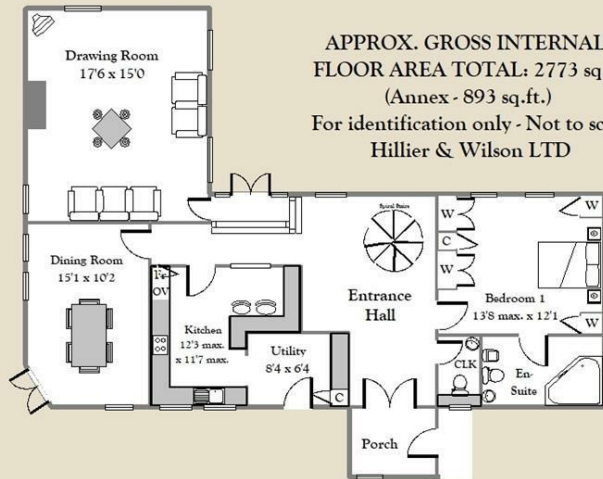 APPROX. GROSS INTERNAL
FLOOR AREA TOTAL: 2773 sq
(Annex - 893 sq.ft.)
For identification only - Not to sc
Hillier & Wilson LTD
Drawing Room
17'6 x 15'0
Spiral Stairs
W
C
W
W
W
Dining Room
15'1 x 10'2
Fr
OV
Kitchen
12'3 max.
x 11'7 max.
Utility
8'4 x 6'4
C
Entrance
Hall
Bedroom 1
13'8 max. x 12'1
CLK
En-
Suite
Porch